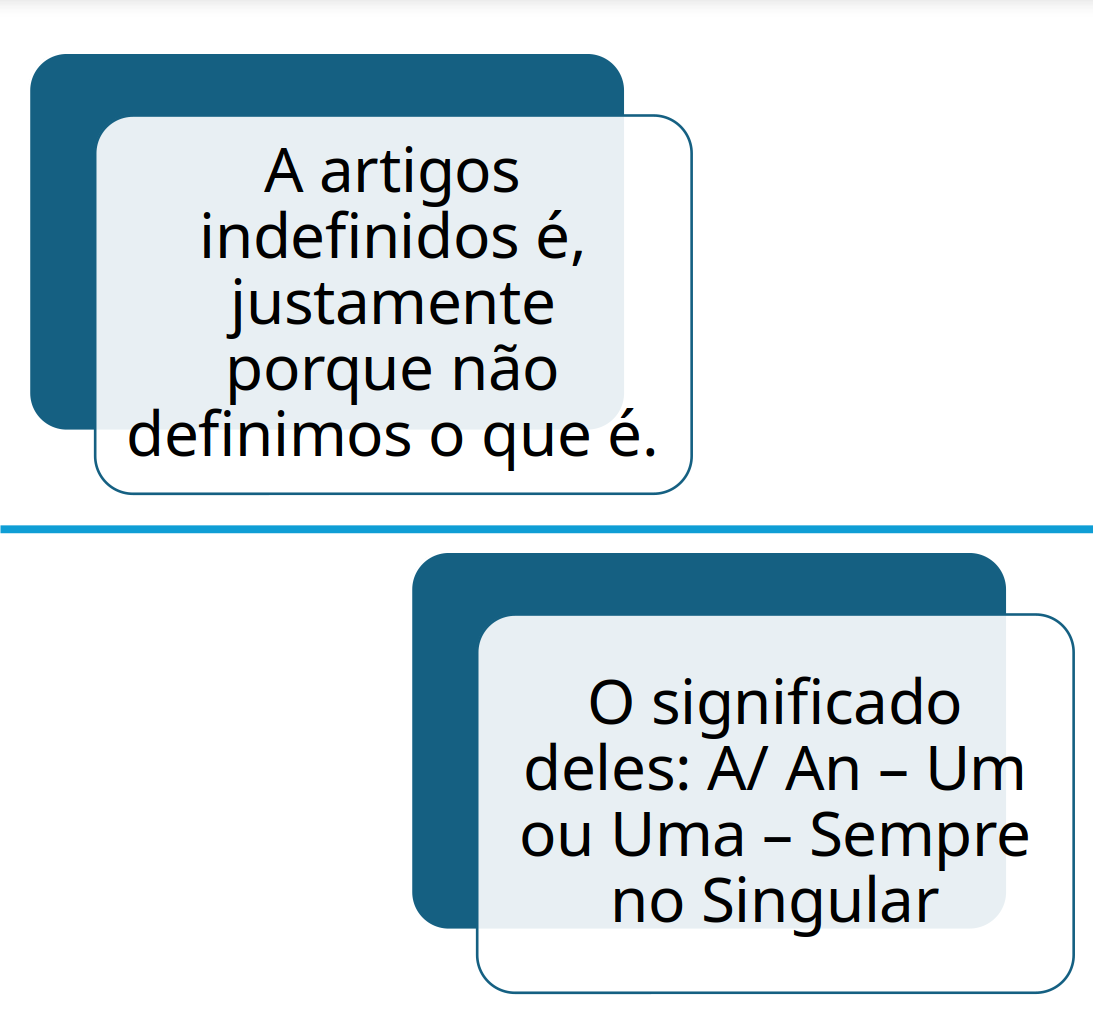 A artigos
indefinidos é,
justamente
porque não
definimos o que é.
O significado
deles: A/ An – Um
ou Uma – Sempre
no Singular